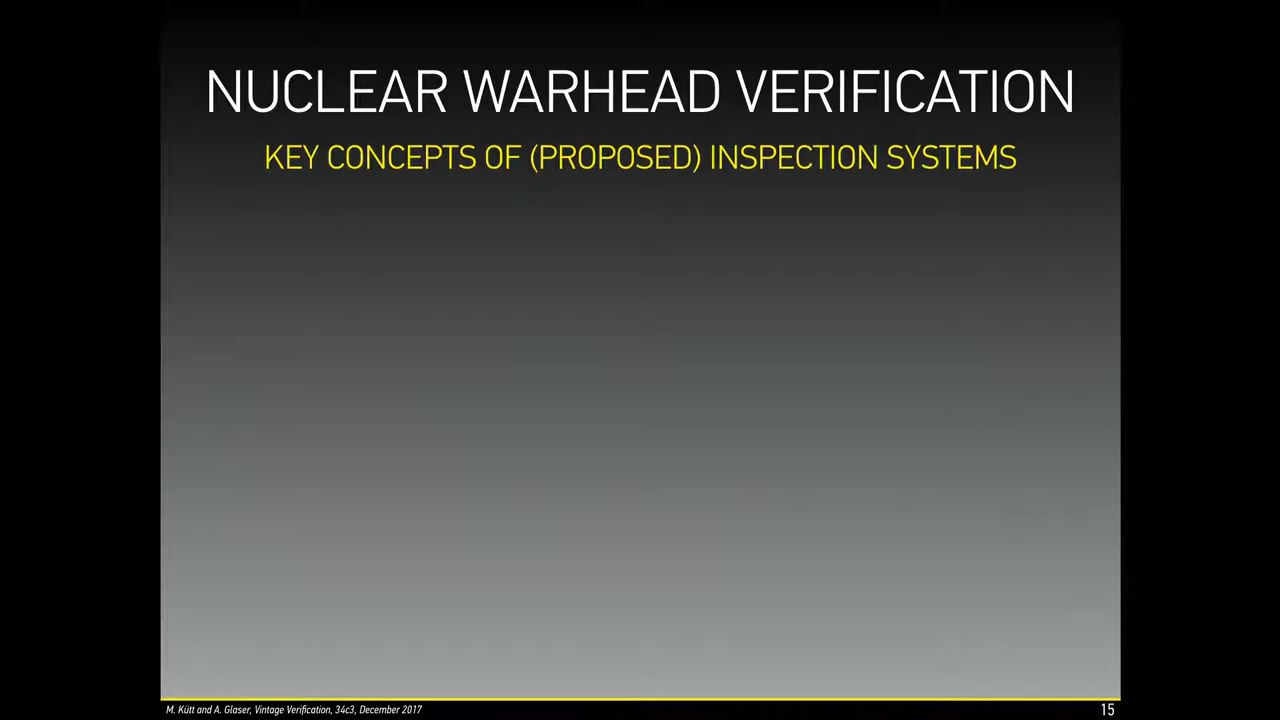 NUCLEAR WARHEAD VERIFICATION
KEY CONCEPTS OF (PROPOSED) INSPECTION SYSTEMS
M. Kütt and A. Glaser, Vintage Verification, 34c3, December 2017
15